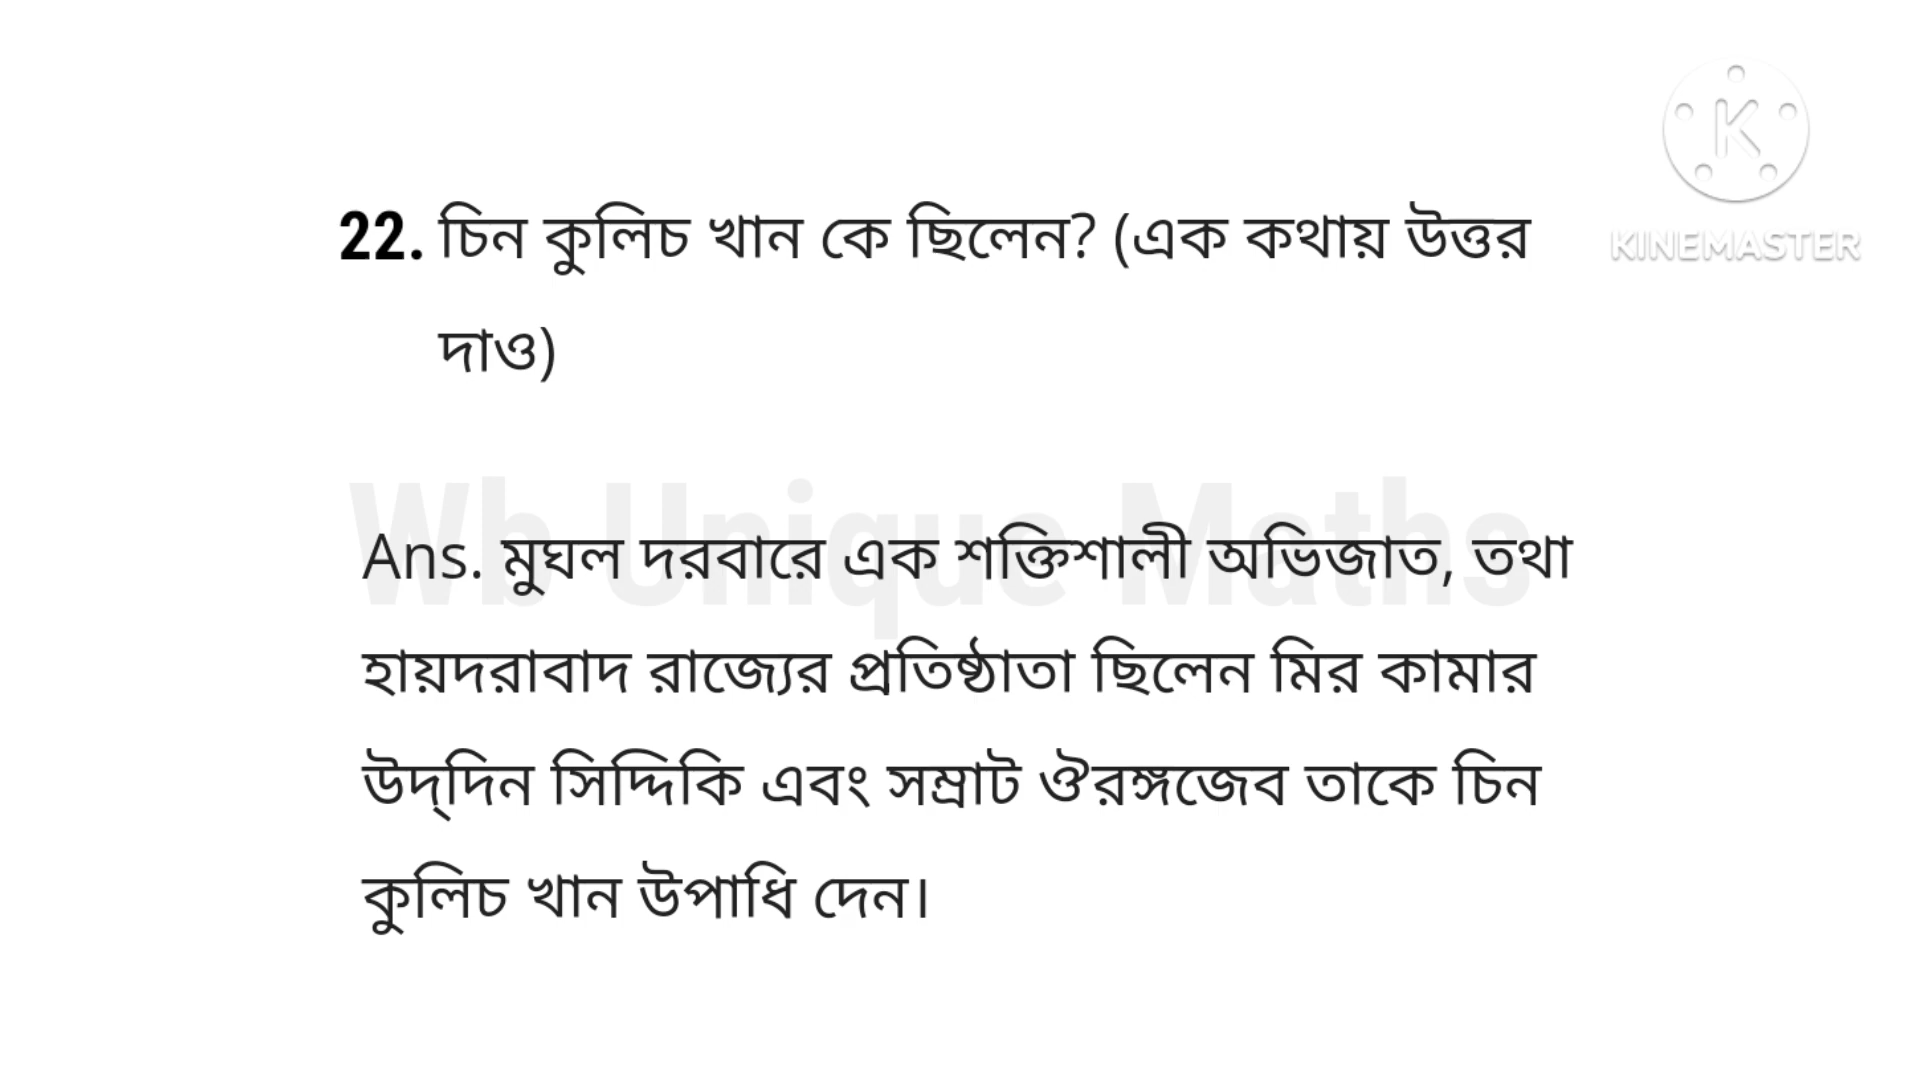 KINEMASTER
22. চিন কুলিচ খান কে ছিলেন? (এক কথায় উত্তর
দাও)
Wb Unique Maths
Ans. মুঘল দরবারে এক শক্তিশালী অভিজাত, তথা
হায়দরাবাদ রাজ্যের প্রতিষ্ঠাতা ছিলেন মির কামার
উদ্‌দিন সিদ্দিকি এবং সম্রাট ঔরঙ্গজেব তাকে চিন
কুলিচ খান উপাধি দেন।